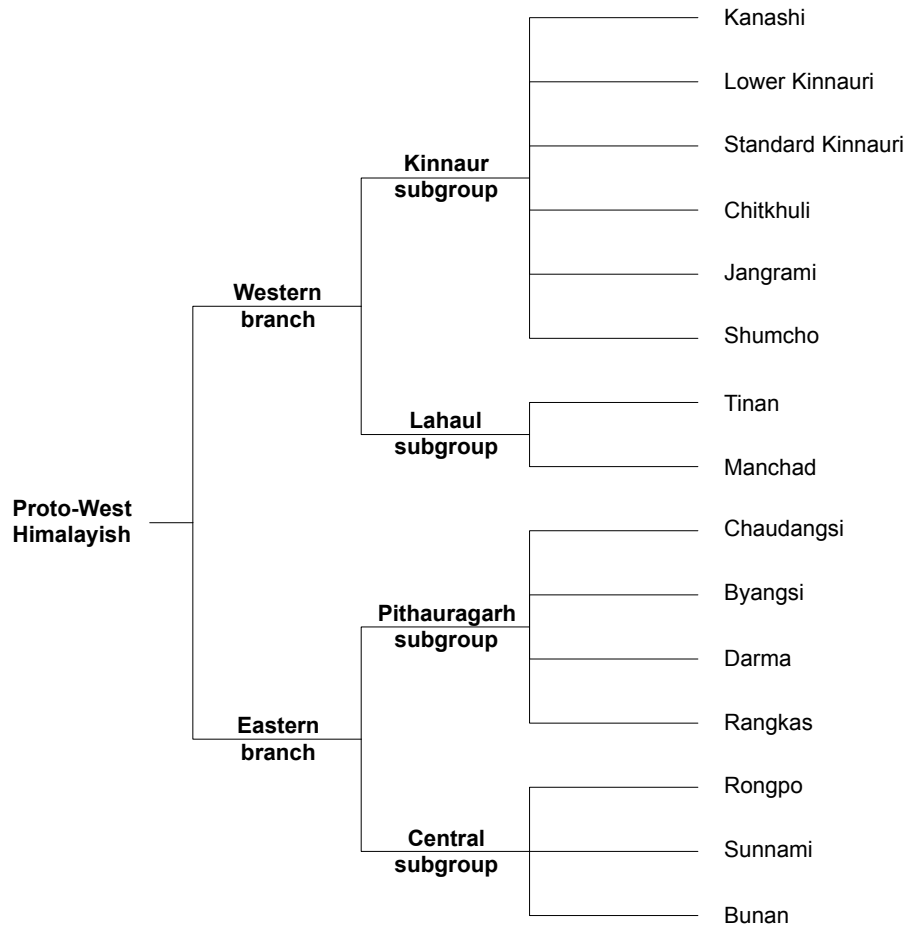 Kanashi
Lower Kinnauri
Standard Kinnauri
Kinnaur
subgroup
Chitkhuli
Jangrami
Western
branch
Shumcho
Tinan
Lahaul
subgroup
Manchad
Proto-West
Himalayish
Chaudangsi
Byangsi
Pithauragarh
subgroup
Darma
Rangkas
Eastern
branch
Rongpo
Central
subgroup
Sunnami
Bunan